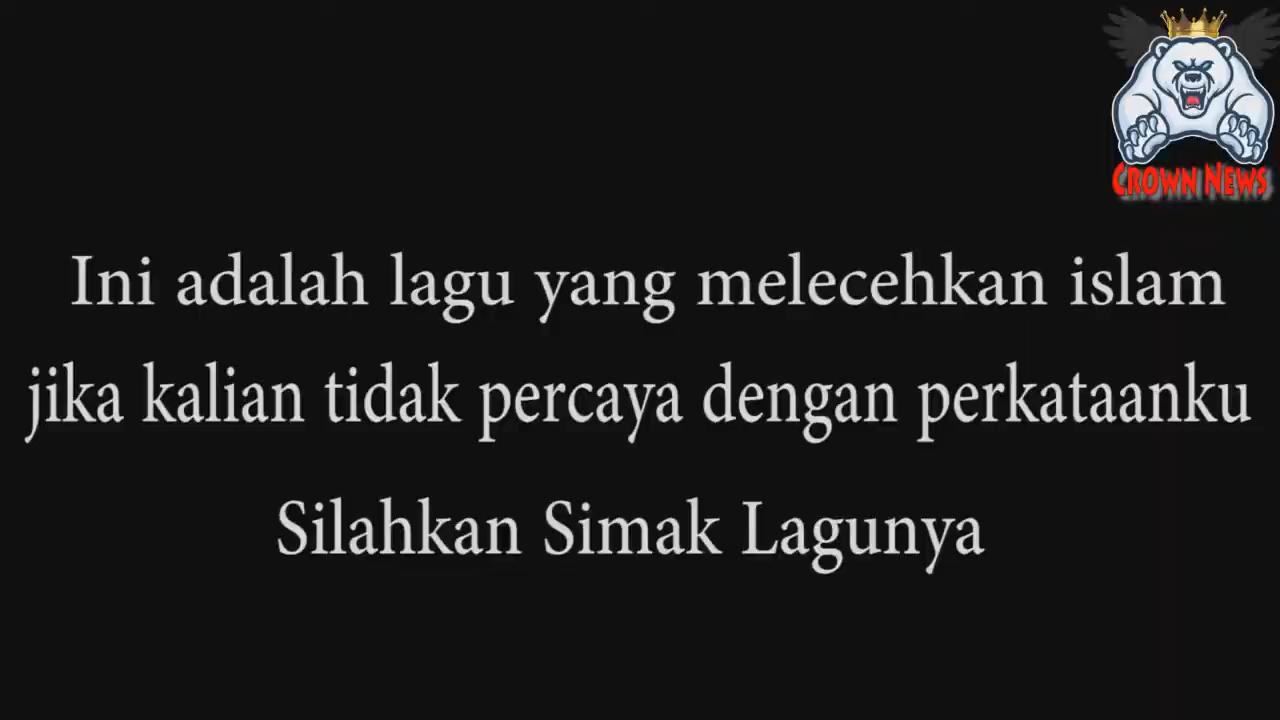 CROWN NEWS
Ini adalah lagu yang melecehkan islam
jika kalian tidak percaya dengan perkataanku
Silahkan Simak Lagunya